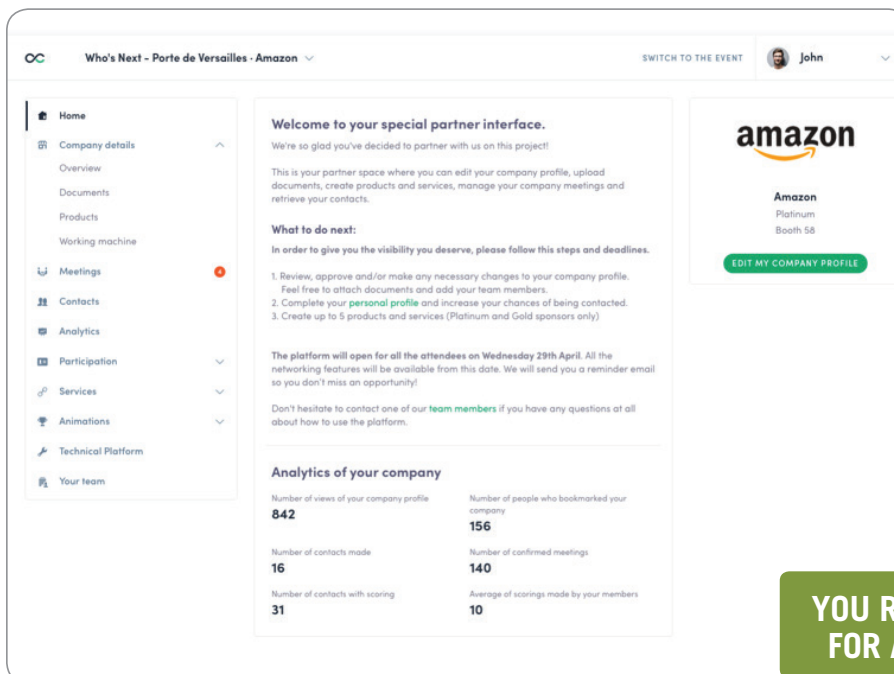 Who's Next - Porte de Versailles · Amazon
SWITCH TO THE EVENT
John
Home
Company details
Overview
Documents
Products
Working machine
Meetings
Contacts
Analytics
Participation
Services
Animations
Technical Platform
Your team
Welcome to your special partner interface.
We're so glad you've decided to partner with us on this project!
This is your partner space where you can edit your company profile, upload
documents, create products and services, manage your company meetings and
retrieve your contacts.
What to do next:
In order to give you the visibility you deserve, please follow this steps and deadlines.
1. Review, approve and/or make any necessary changes to your company profile.
Feel free to attach documents and add your team members.
2. Complete your personal profile and increase your chances of being contacted.
3. Create up to 5 products and services (Platinum and Gold sponsors only)
The platform will open for all the attendees on Wednesday 29th April. All the
networking features will be available from this date. We will send you a reminder email
so you don't miss an opportunity!
Don't hesitate to contact one of our team members if you have any questions at all
about how to use the platform.
Analytics of your company
Number of views of your company profile
842
Number of people who bookmarked your
company
156
Number of contacts made
16
Number of confirmed meetings
140
Number of contacts with scoring
31
Average of scorings made by your members
10
amazon
Amazon
Platinum
Booth 58
EDIT MY COMPANY PROFILE
YOU R
FOR A